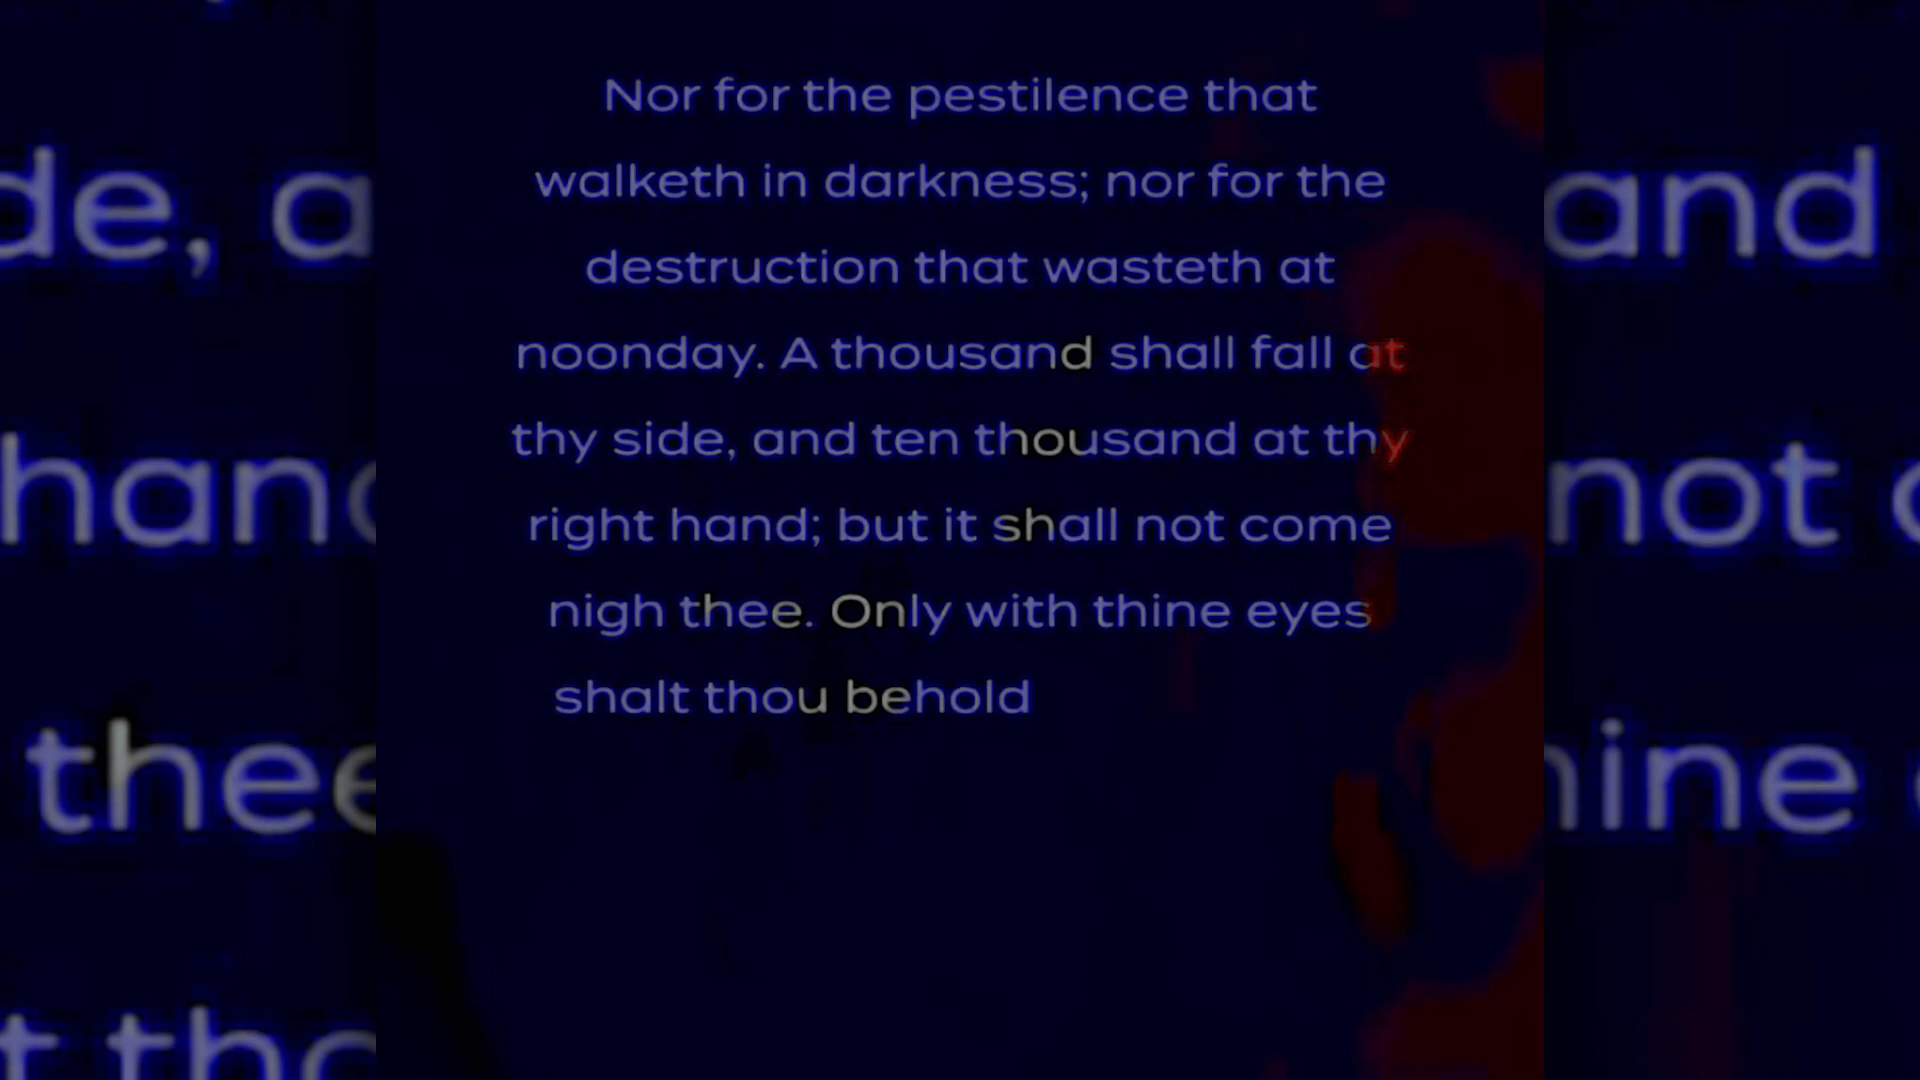 Nor for the pestilence that
walketh in darkness; nor for the
destruction that wasteth at
noonday. A thousand shall fall at
thy side, and ten thousand at thy
right hand; but it shall not come
nigh thee. Only with thine eyes
shalt thou behold